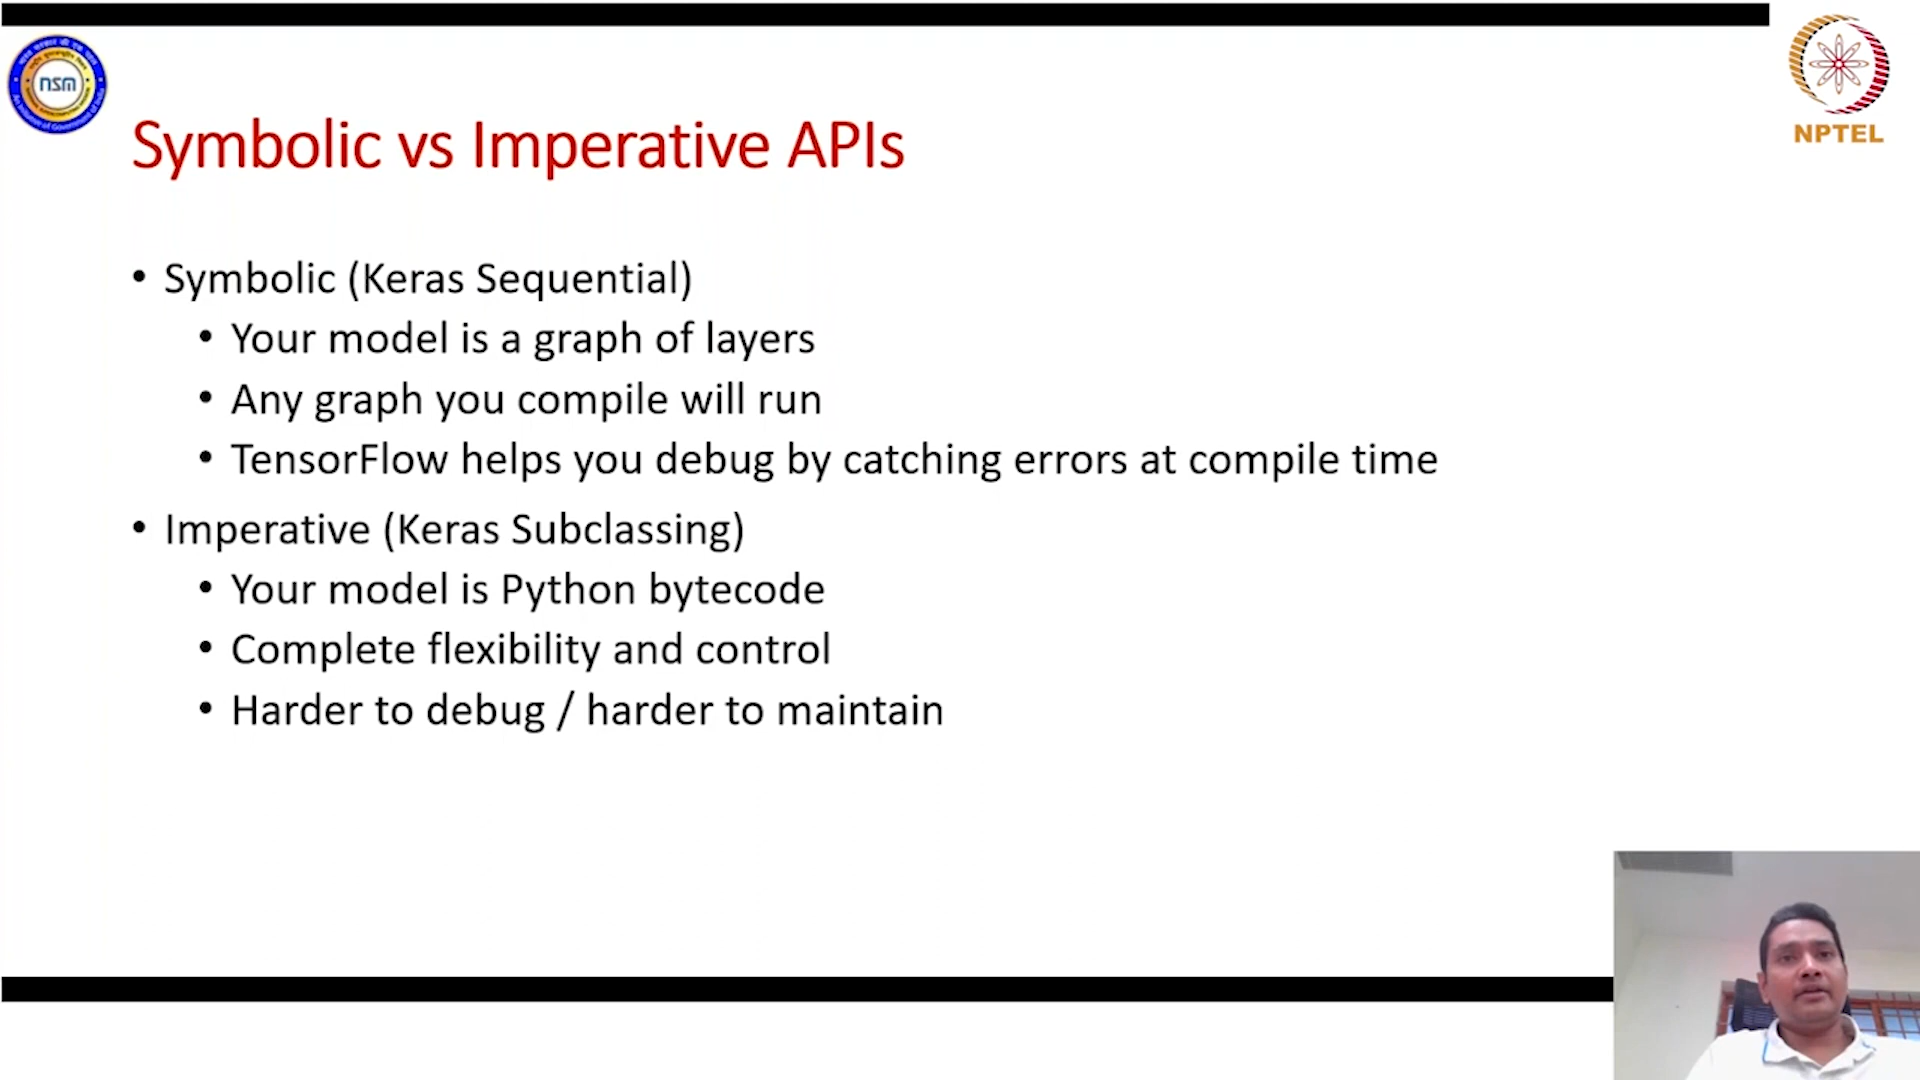 nsm
NPTEL
Symbolic vs Imperative APIs
• Symbolic (Keras Sequential)
• Your model is a graph of layers
• Any graph you compile will run
• TensorFlow helps you debug by catching errors at compile time
• Imperative (Keras Subclassing)
• Your model is Python bytecode
• Complete flexibility and control
• Harder to debug / harder to maintain